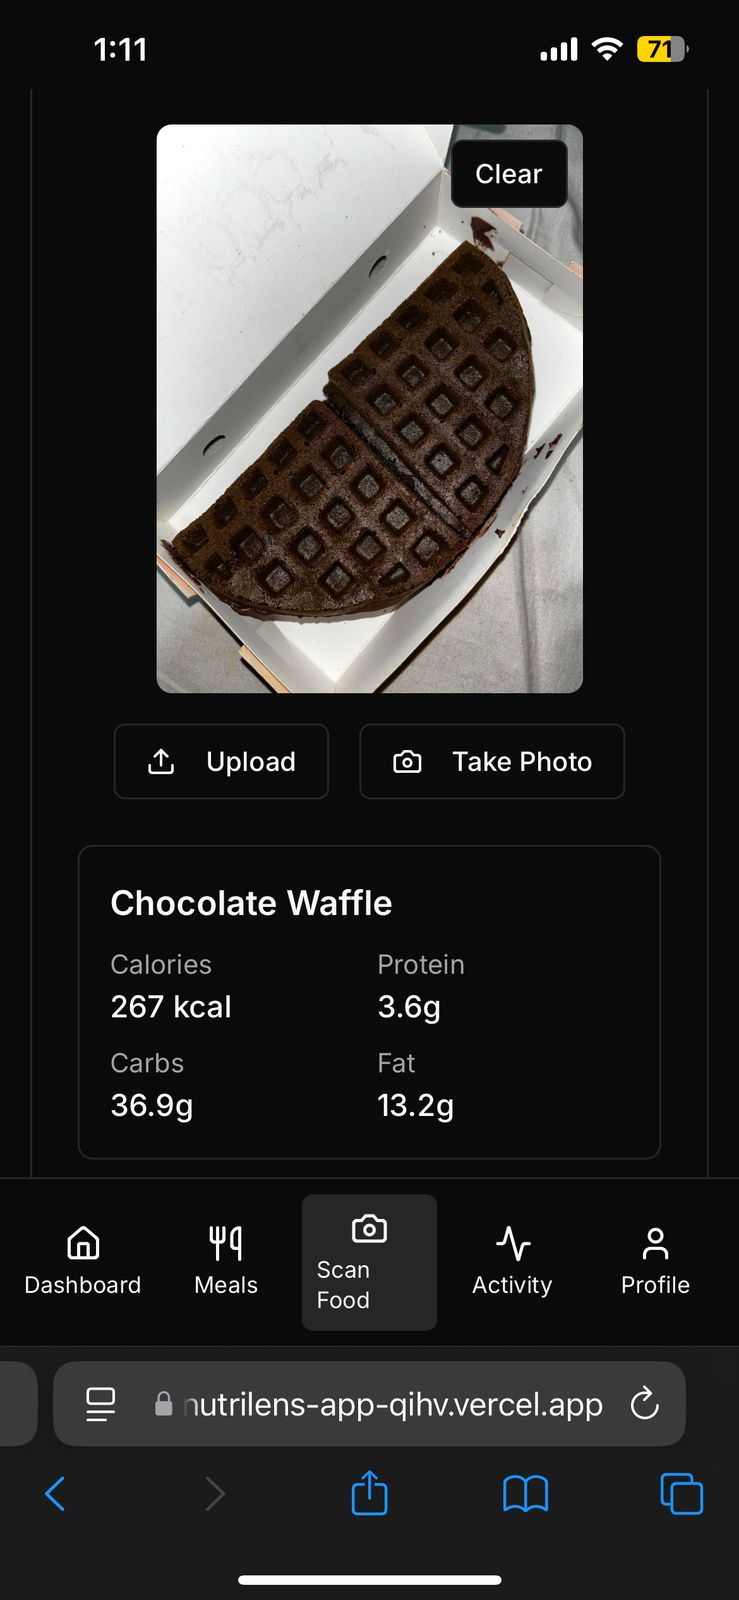 1:11
71
Clear
Upload
Take Photo
Chocolate Waffle
Calories
Protein
267 kcal
3.6g
Carbs
Fat
36.9g
13.2g
Dashboard
Meals
Scan
Food
Activity
Profile
nutrilens-app-qihv.vercel.app